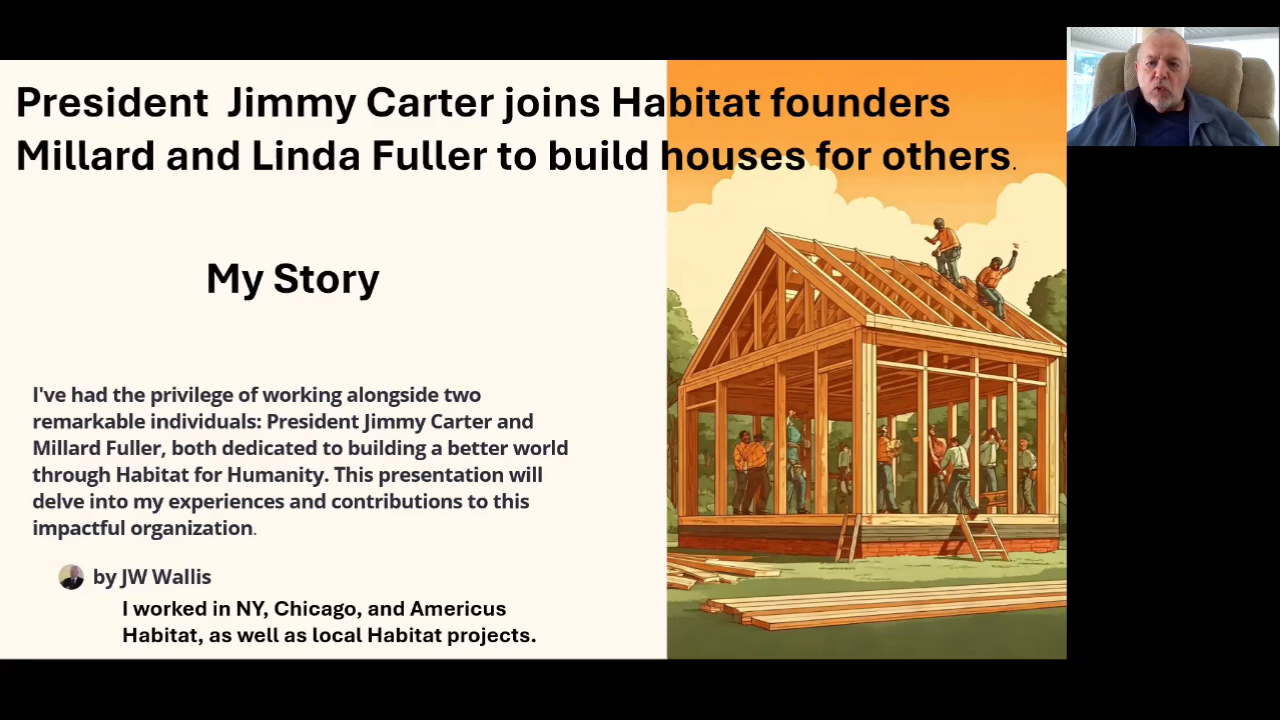 President  Jimmy Carter joins Habitat founders
Millard and Linda Fuller to build houses for others.
My Story
I've had the privilege of working alongside two
remarkable individuals: President Jimmy Carter and
Millard Fuller, both dedicated to building a better world
through Habitat for Humanity. This presentation will
delve into my experiences and contributions to this
impactful organization.
by JW Wallis
I worked in NY, Chicago, and Americus
Habitat, as well as local Habitat projects.